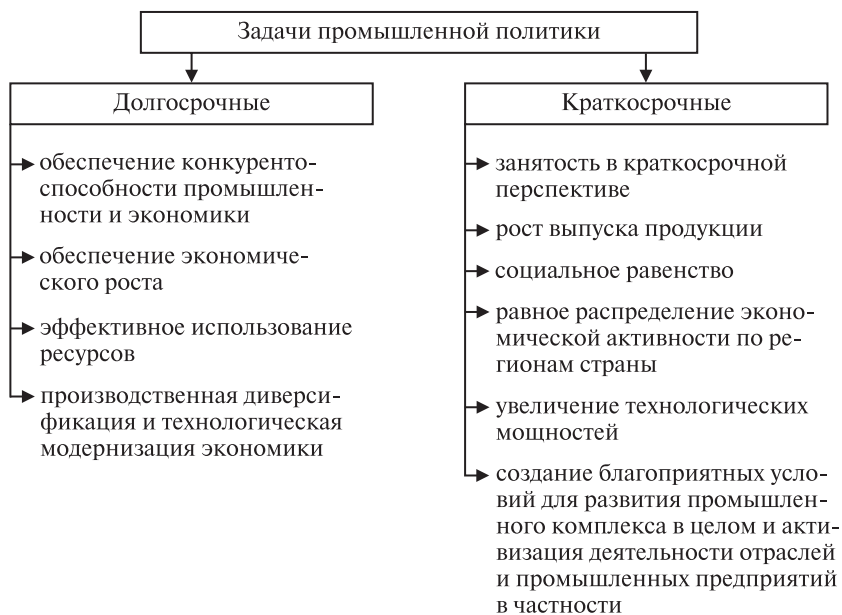 Задачи промышленной политики
Долгосрочные
обеспечение конкуренто-
способности промышлен-
ности и экономики
обеспечение экономиче-
ского роста
эффективное использование
ресурсов
производственная диверси-
фикация и технологическая
модернизация экономики
Краткосрочные
занятость в краткосрочной
перспективе
рост выпуска продукции
социальное равенство
равное распределение эконо-
мической активности по ре-
гионам страны
увеличение технологических
мощностей
создание благоприятных усло-
вий для развития промышлен-
ного комплекса в целом и акти-
визация деятельности отраслей
и промышленных предприятий
в частности